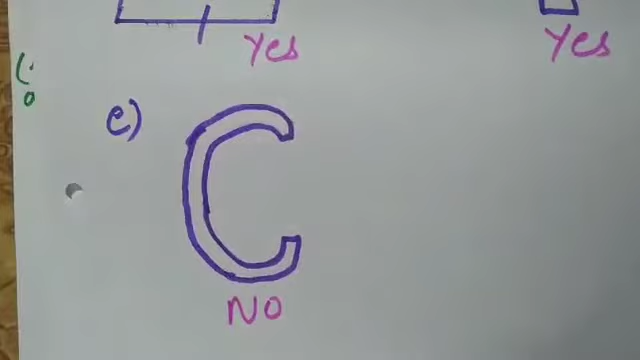 Yes Yes
e)
C
NO